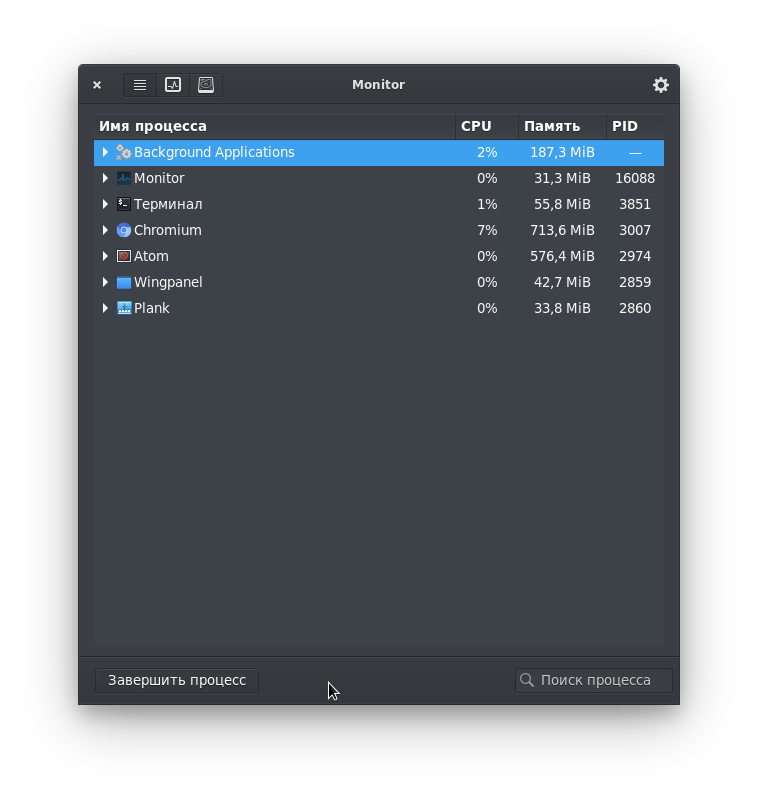 Monitor
Имя процесса CPU Память PID
Background Applications 2% 187,3 MiB —
Monitor 0% 31,3 MiB 16088
Терминал 1% 55,8 MiB 3851
Chromium 7% 713,6 MiB 3007
Atom 0% 576,4 MiB 2974
Wingpanel 0% 42,7 MiB 2859
Plank 0% 33,8 MiB 2860
Завершить процесс Поиск процесса